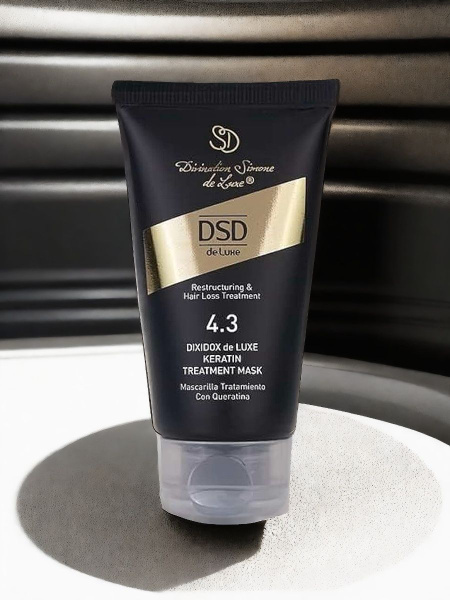 SD
Divination Simone
de Luxe®
DSD
de Luxe
Restructuring &
Hair Loss Treatment
4.3
DIXIDOX de LUXE
KERATIN
TREATMENT MASK
Mascarilla Tratamiento
Con Queratina